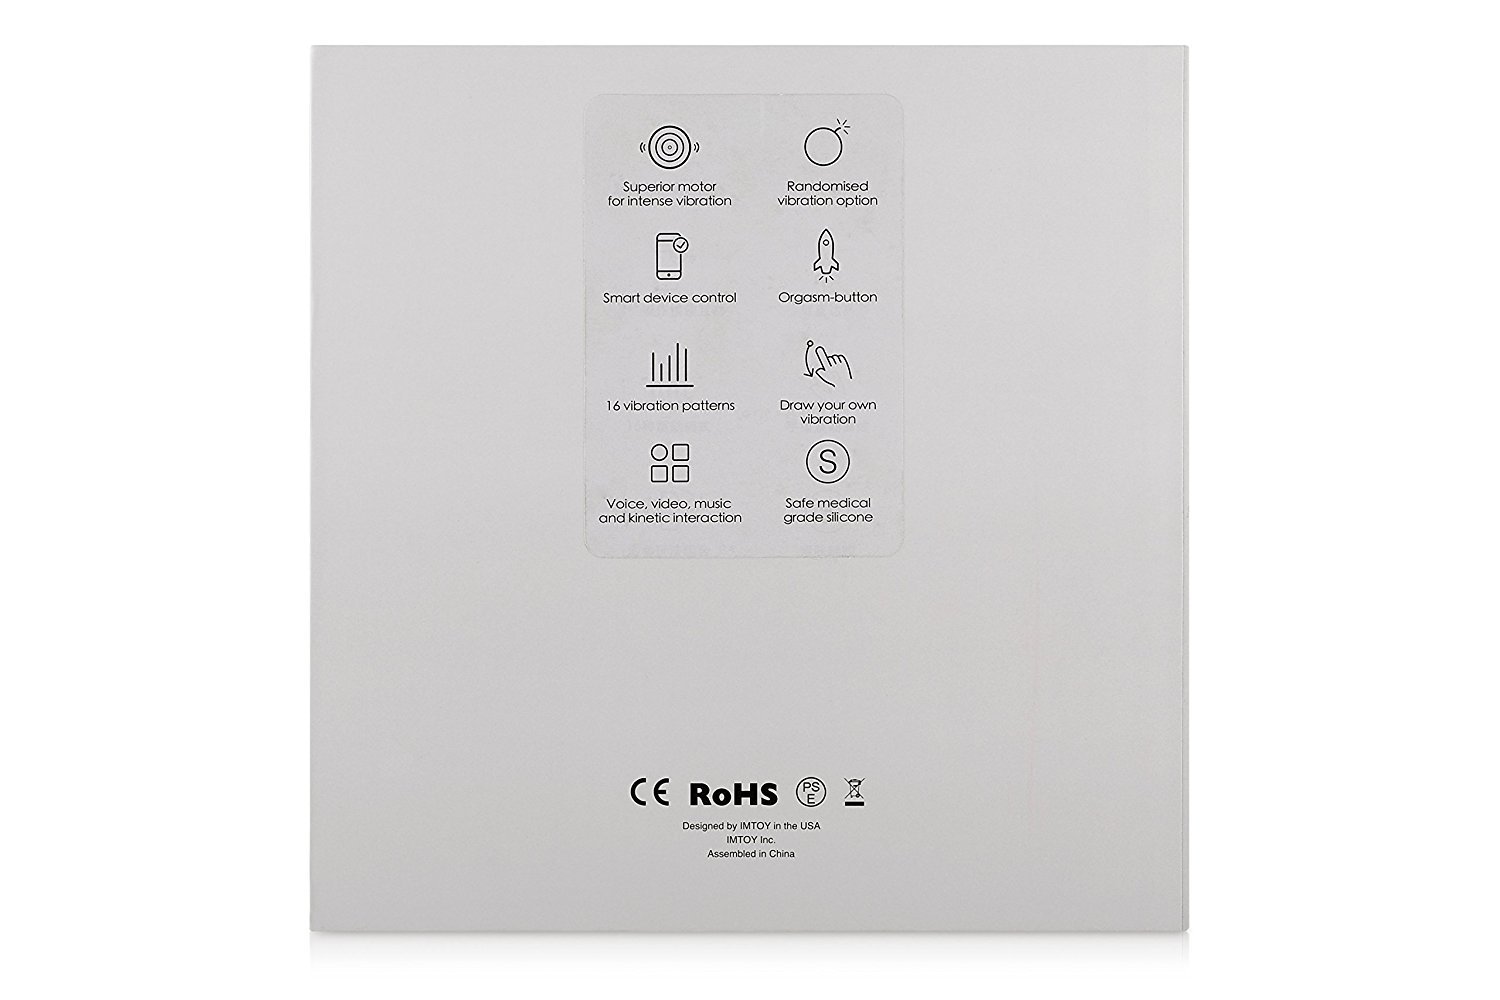 Superior motor
for intense vibration
Randomised
vibration option
Smart device control
Orgasm-button
16 vibration patterns
Draw your own
vibration
S
Voice, video, music
and kinetic interaction
Safe medical
grade silicone
CE RoHS PS
E
Designed by IMTOY in the USA
IMTOY Inc.
Assembled in China